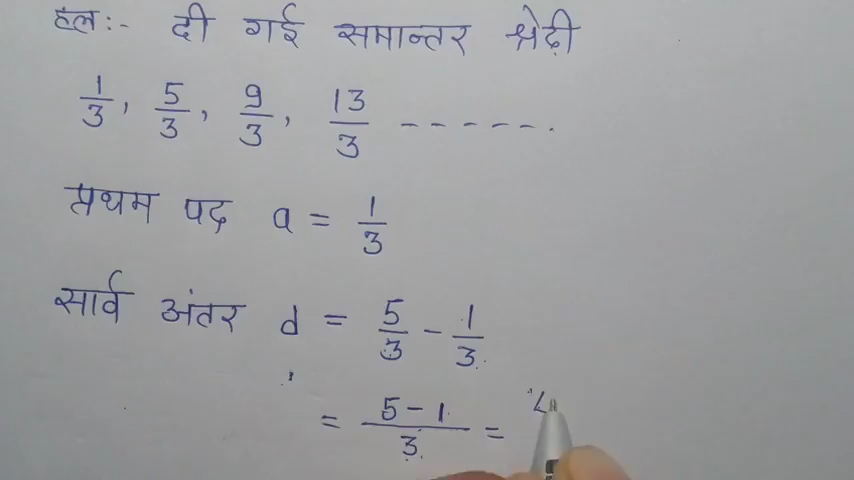 हल:- दी गई समान्तर श्रेढ़ी
1/3, 5/3, 9/3, 13/3 ------.
प्रथम पद a = 1/3
सार्व अंतर d = 5/3 - 1/3
= 5-1/3 =